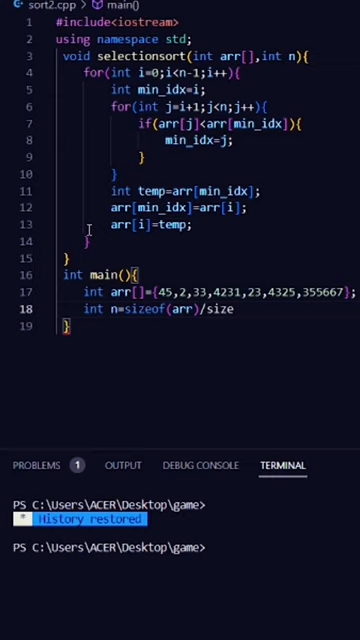 sort2.cpp > main()
1 #include<iostream>
2 using namespace std;
3 void selectionsort(int arr[],int n){
4 for(int i=0;i<n-1;i++){
5 int min_idx=i;
6 for(int j=i+1;j<n;j++){
7 if(arr[j]<arr[min_idx]){
8 min_idx=j;
9 }
10 }
11 int temp=arr[min_idx];
12 arr[min_idx]=arr[i];
13 arr[i]=temp;
14 }
15 }
16 int main(){
17 int arr[]={45,2,33,4231,23,4325,355667};
18 int n=sizeof(arr)/size
19 }
PROBLEMS 1 OUTPUT DEBUG CONSOLE TERMINAL
PS C:\Users\ACER\Desktop\game>
* History restored
PS C:\Users\ACER\Desktop\game>